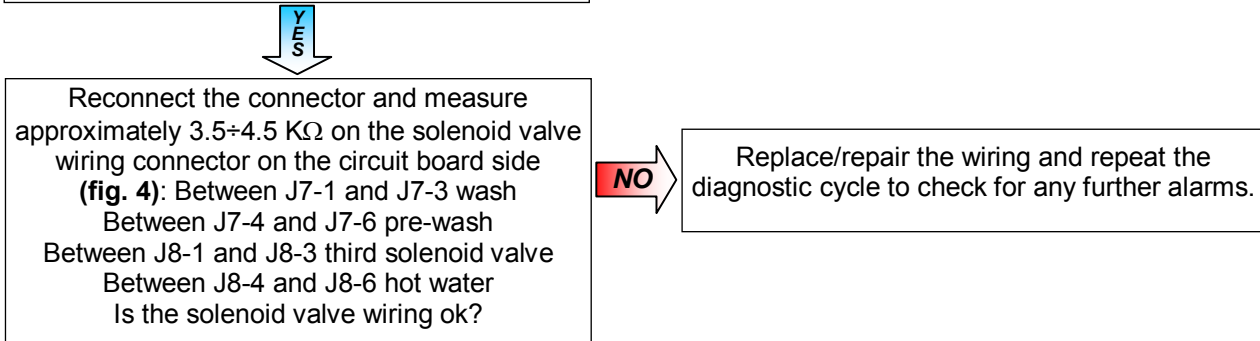 YES
Reconnect the connector and measure
approximately 3.5÷4.5 KΩ on the solenoid valve
wiring connector on the circuit board side
(fig. 4): Between J7-1 and J7-3 wash
Between J7-4 and J7-6 pre-wash
Between J8-1 and J8-3 third solenoid valve
Between J8-4 and J8-6 hot water
Is the solenoid valve wiring ok?
NO
Replace/repair the wiring and repeat the
diagnostic cycle to check for any further alarms.